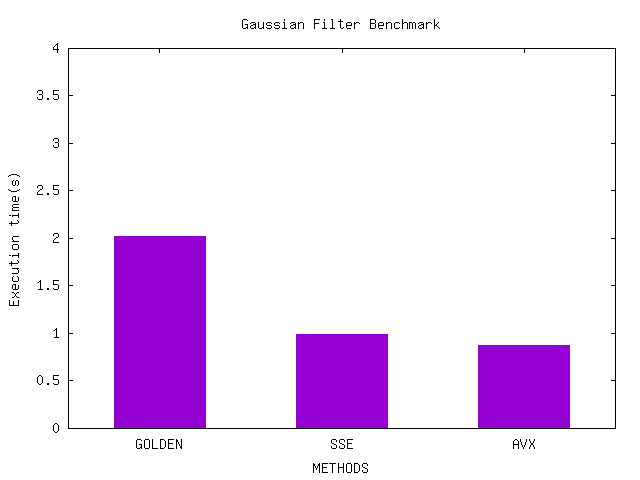 Gaussian Filter Benchmark
4
3.5
3
2.5
2
1.5
1
0.5
0
Execution time(s)
GOLDEN SSE AVX
METHODS